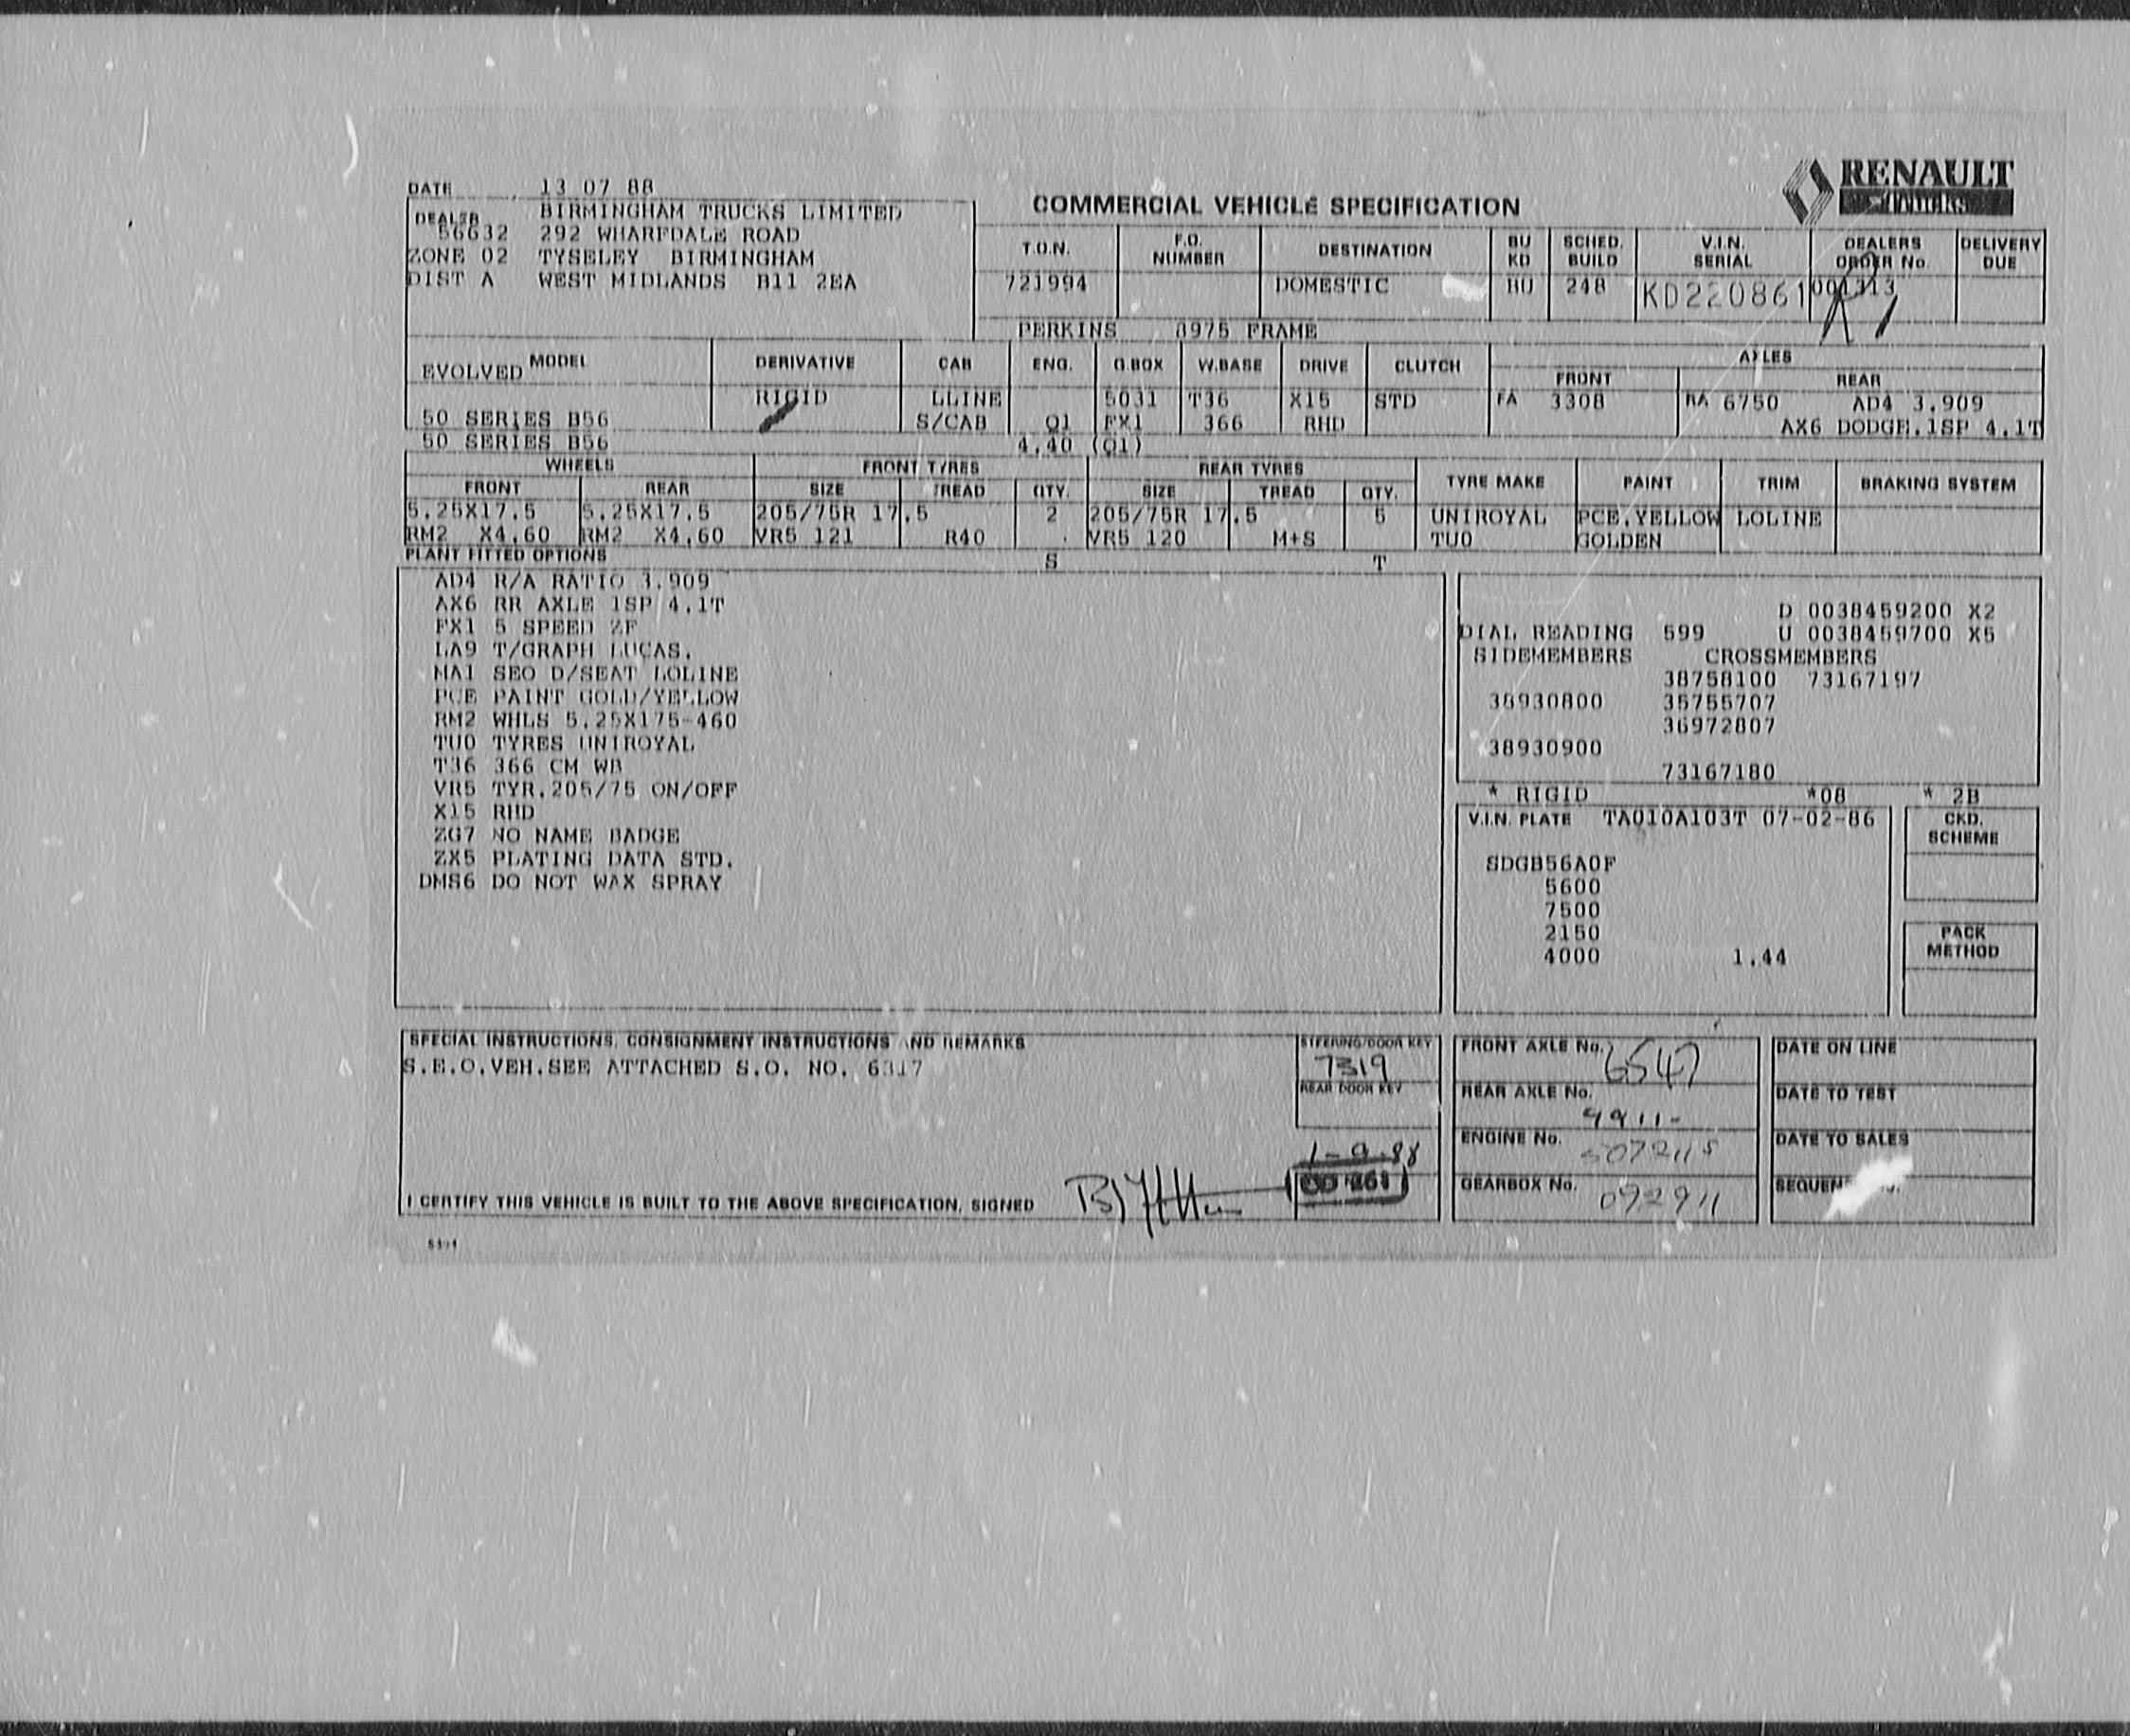 DATE 13 07 88
RENAULT
DEALER BIRMINGHAM TRUCKS LIMITED
56632 292 WHARFDALE ROAD
ZONE 02 TYSELEY BIRMINGHAM
DIST A WEST MIDLANDS B11 2EA
COMMERCIAL VEHICLE SPECIFICATION
T.O.N. F.O. NUMBER DESTINATION BU KD SCHED. BUILD V.I.N. SERIAL DEALERS ORDER No. DELIVERY DUE
721994 DOMESTIC BU 248 KD220861 001313
PERKINS 8975 FRAME
EVOLVED MODEL DERIVATIVE CAB ENG. G.BOX W.BASE DRIVE CLUTCH AXLES
FRONT REAR
RIGID LLINE 5031 T36 X15 STD FA 3308 RA 6750 AD4 3.909
50 SERIES B56 S/CAB Q1 FX1 366 RHD AX6 DODGE.1SP 4.1T
50 SERIES B56 4.40 (Q1)
WHEELS FRONT TYRES REAR TYRES TYRE MAKE PAINT TRIM BRAKING SYSTEM
FRONT REAR SIZE TREAD QTY. SIZE TREAD QTY.
5.25X17.5 5.25X17.5 205/75R 17.5 2 205/75R 17.5 5 UNIROYAL PCE.YELLOW LOLINE
RM2 X4.60 RM2 X4.60 VR5 121 R40 VR5 120 M+S TU0 GOLDEN
PLANT FITTED OPTIONS S T
AD4 R/A RATIO 3.909
AX6 RR AXLE 1SP 4.1T
FX1 5 SPEED ZF
LA9 T/GRAPH LUCAS.
MA1 SEO D/SEAT LOLINE
PCE PAINT GOLD/YELLOW
RM2 WHLS 5.25X175-460
TU0 TYRES UNIROYAL
T36 366 CM WB
VR5 TYR.205/75 ON/OFF
X15 RHD
ZG7 NO NAME BADGE
ZX5 PLATING DATA STD.
DMS6 DO NOT WAX SPRAY
D 0038459200 X2
DIAL READING 599 U 0038459700 X5
SIDEMEMBERS CROSSMEMBERS
38758100 73167197
38930800 35755707
36972807
38930900
73167180
* RIGID *08 * 2B
V.I.N. PLATE TA010A103T 07-02-86
CKD. SCHEME
SDGB56A0F
5600
7500
2150
4000 1.44
PACK METHOD
SPECIAL INSTRUCTIONS, CONSIGNMENT INSTRUCTIONS AND REMARKS
S.E.O.VEH.SEE ATTACHED S.O. NO. 6317
STEERING/DOOR KEY
7319
REAR DOOR KEY
1-9-88
I CERTIFY THIS VEHICLE IS BUILT TO THE ABOVE SPECIFICATION, SIGNED
FRONT AXLE No. 6547
REAR AXLE No. 9911-
ENGINE No.
GEARBOX No. 092911
DATE ON LINE
DATE TO TEST
DATE TO SALES